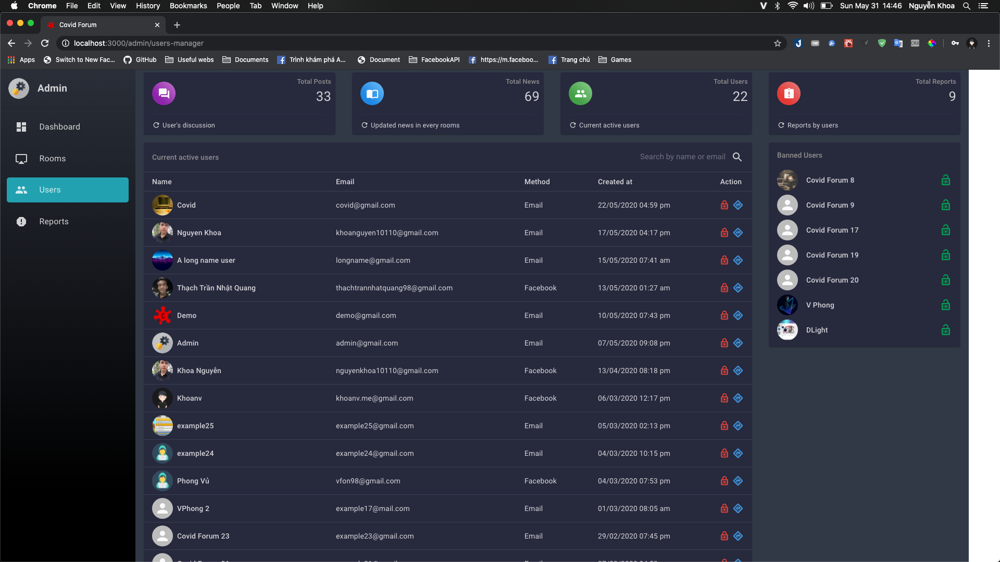 Chrome File Edit View History Bookmarks People Tab Window Help Sun May 31 14:46 Nguyễn Khoa
Covid Forum
localhost:3000/admin/users-manager
Apps Switch to New Fac... GitHub Useful webs Documents Trình khám phá A... Document FacebookAPI https://m.faceboo... Trang chủ Games
Admin
Dashboard
Rooms
Users
Reports
Total Posts
33
User's discussion
Total News
69
Updated news in every rooms
Total Users
22
Current active users
Total Reports
9
Reports by users
Current active users Search by name or email
Name Email Method Created at Action
Covid covid@gmail.com Email 22/05/2020 04:59 pm
Nguyen Khoa khoanguyen10110@gmail.com Email 17/05/2020 04:17 pm
A long name user longname@gmail.com Email 15/05/2020 07:41 am
Thạch Trần Nhật Quang thachtrannhatquang98@gmail.com Facebook 13/05/2020 01:27 am
Demo demo@gmail.com Email 10/05/2020 07:43 pm
Admin admin@gmail.com Email 07/05/2020 09:08 pm
Khoa Nguyễn nguyenkhoa10110@gmail.com Facebook 13/04/2020 08:18 pm
Khoanv khoanv.me@gmail.com Facebook 06/03/2020 12:17 pm
example25 example25@gmail.com Email 05/03/2020 02:13 pm
example24 example24@gmail.com Email 04/03/2020 10:15 pm
Phong Vủ vfon98@gmail.com Facebook 04/03/2020 07:53 pm
VPhong 2 example17@mail.com Email 01/03/2020 08:05 am
Covid Forum 23 example23@gmail.com Email 29/02/2020 07:45 pm
Banned Users
Covid Forum 8
Covid Forum 9
Covid Forum 17
Covid Forum 19
Covid Forum 20
V Phong
DLight